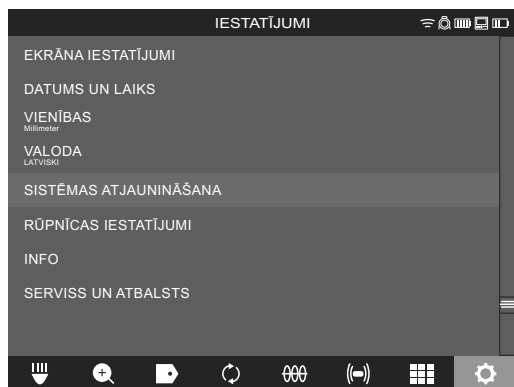 IESTATĪJUMI
EKRĀNA IESTATĪJUMI
DATUMS UN LAIKS
VIENĪBAS
Millimeter
VALODA
LATVISKI
SISTĒMAS ATJAUNINĀŠANA
RŪPNĪCAS IESTATĪJUMI
INFO
SERVISS UN ATBALSTS